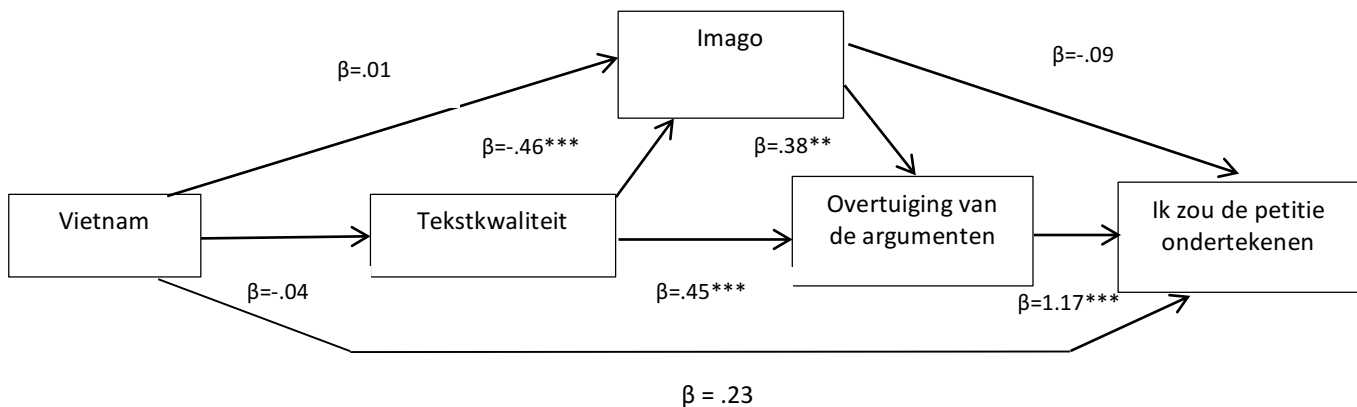 Imago
β=.01
β=-.09
β=-.46***
β=.38**
Vietnam
Tekstkwaliteit
Overtuiging van
de argumenten
Ik zou de petitie
ondertekenen
β=-.04
β=.45***
β=1.17***
β = .23